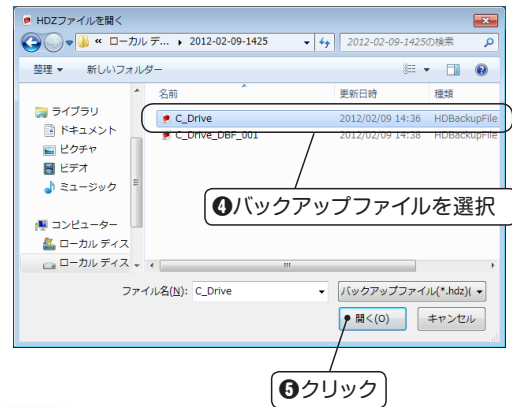 HDZファイルを開く
« ローカル デ... ▸ 2012-02-09-1425
2012-02-09-1425の検索
整理 ▼ 新しいフォルダー
名前 更新日時 種類
ライブラリ
ドキュメント
ピクチャ
ビデオ
ミュージック
コンピューター
ローカル ディス
ローカル ディス
C_Drive 2012/02/09 14:36 HDBackupFile
C_Drive_DBF_001 2012/02/09 14:38 HDBackupFile
❹バックアップファイルを選択
ファイル名(N): C_Drive
バックアップファイル(*.hdz)(
開く(O) キャンセル
❺クリック